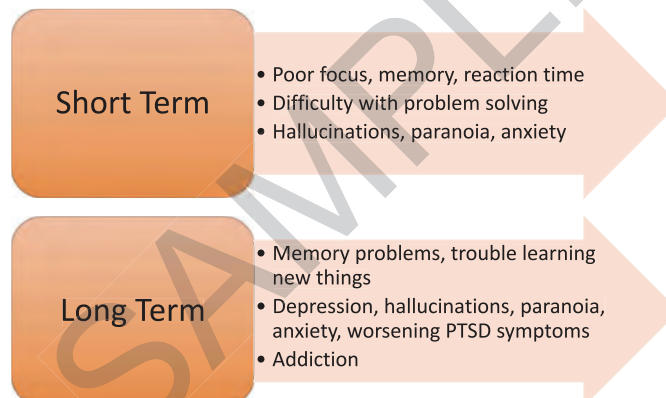 Short Term
• Poor focus, memory, reaction time
• Difficulty with problem solving
• Hallucinations, paranoia, anxiety
Long Term
• Memory problems, trouble learning
new things
• Depression, hallucinations, paranoia,
anxiety, worsening PTSD symptoms
• Addiction
SAMPLE